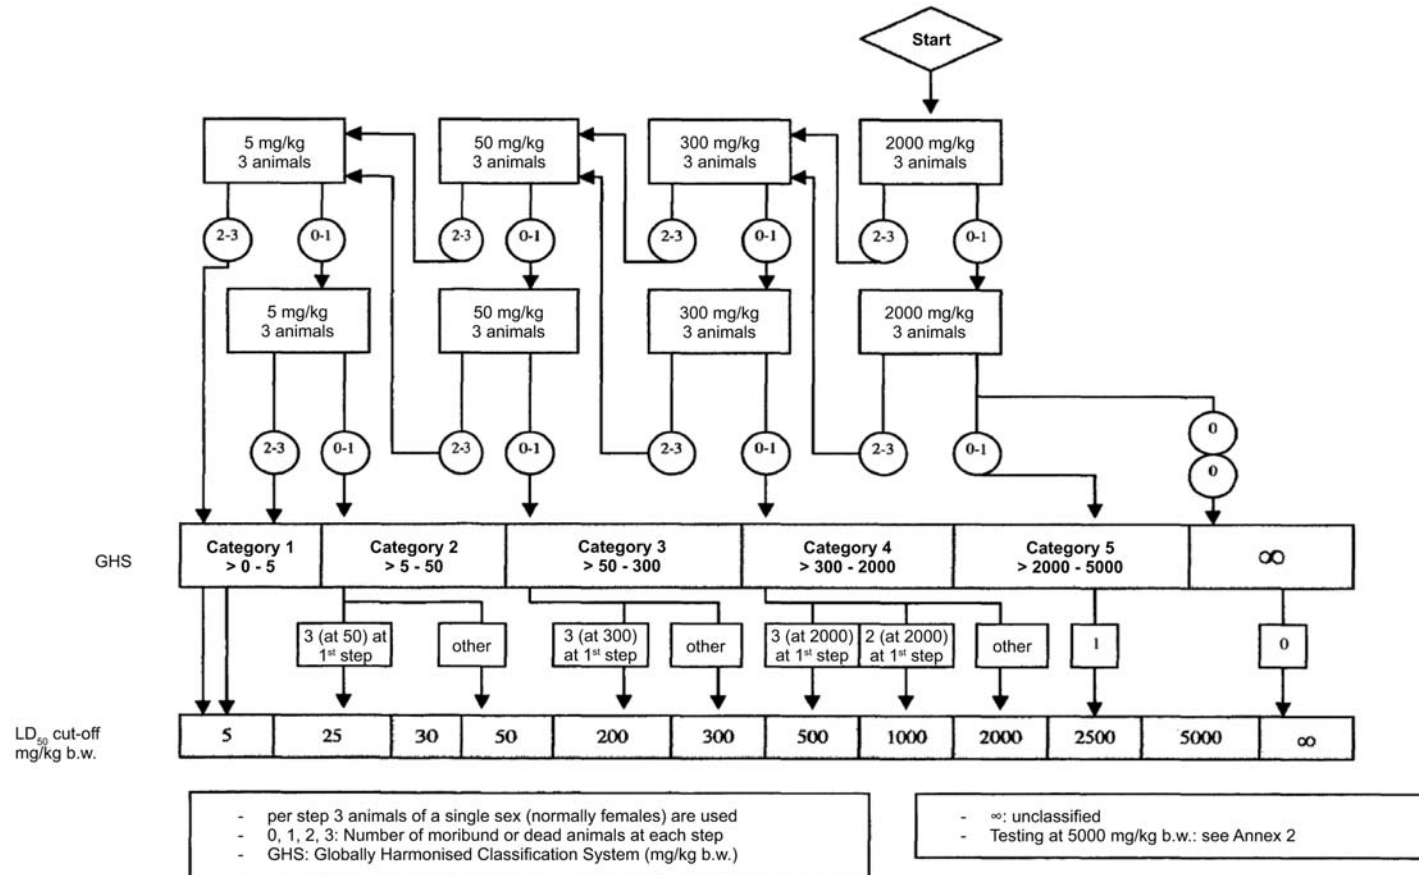 Start
5 mg/kg
3 animals
50 mg/kg
3 animals
300 mg/kg
3 animals
2000 mg/kg
3 animals
2-3
0-1
2-3
0-1
2-3
0-1
2-3
0-1
5 mg/kg
3 animals
50 mg/kg
3 animals
300 mg/kg
3 animals
2000 mg/kg
3 animals
2-3
0-1
2-3
0-1
2-3
0-1
2-3
0-1
0
0
GHS
Category 1
> 0 - 5
Category 2
> 5 - 50
Category 3
> 50 - 300
Category 4
> 300 - 2000
Category 5
> 2000 - 5000
∞
3 (at 50) at
1st step
other
3 (at 300)
at 1st step
other
3 (at 2000)
at 1st step
2 (at 2000)
at 1st step
other
1
0
LD50 cut-off
mg/kg b.w.
5
25
30
50
200
300
500
1000
2000
2500
5000
∞
- per step 3 animals of a single sex (normally females) are used
- 0, 1, 2, 3: Number of moribund or dead animals at each step
- GHS: Globally Harmonised Classification System (mg/kg b.w.)
- ∞: unclassified
- Testing at 5000 mg/kg b.w.: see Annex 2